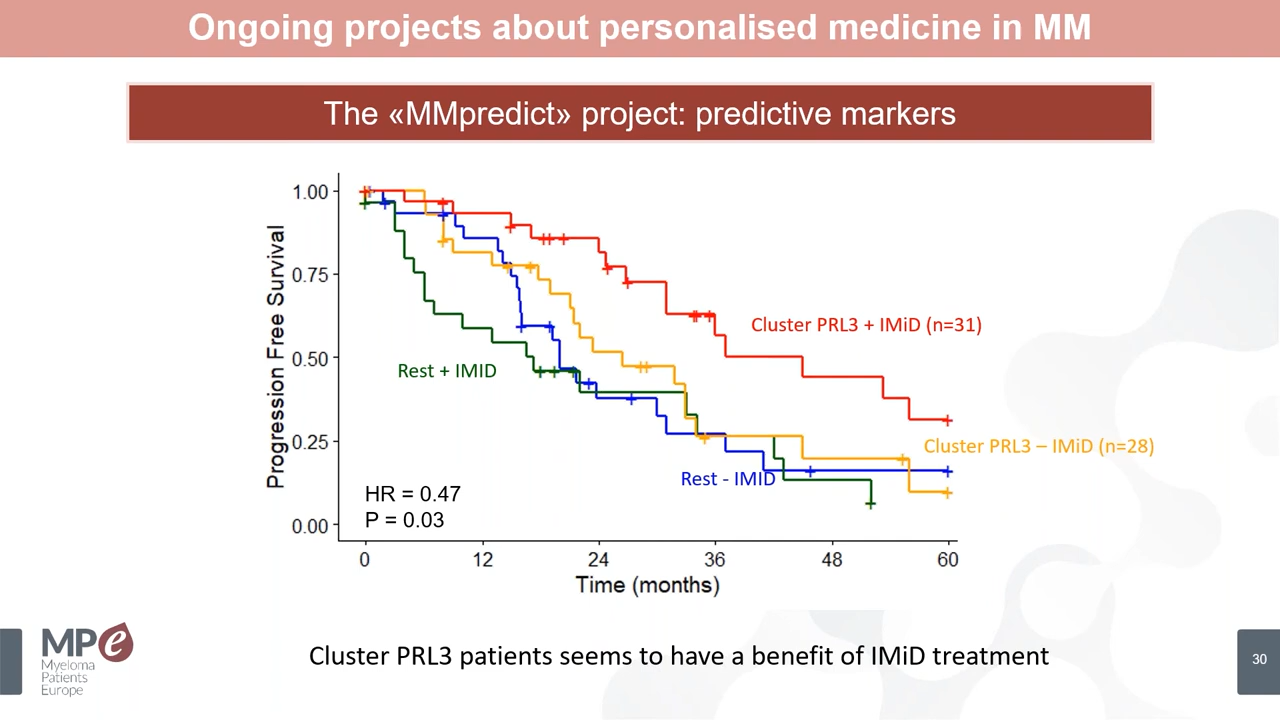 Ongoing projects about personalised medicine in MM
The «MMpredict» project: predictive markers
Progression Free Survival
1.00
0.75
0.50
0.25
0.00
Cluster PRL3 + IMiD (n=31)
Rest + IMID
Cluster PRL3 – IMiD (n=28)
Rest - IMID
HR = 0.47
P = 0.03
0 12 24 36 48 60
Time (months)
Cluster PRL3 patients seems to have a benefit of IMiD treatment
MPe
Myeloma
Patients
Europe
30